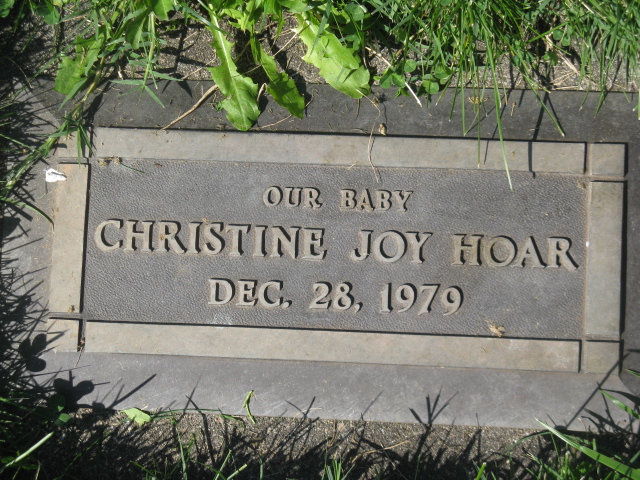 OUR BABY
CHRISTINE JOY HOAR
DEC. 28, 1979